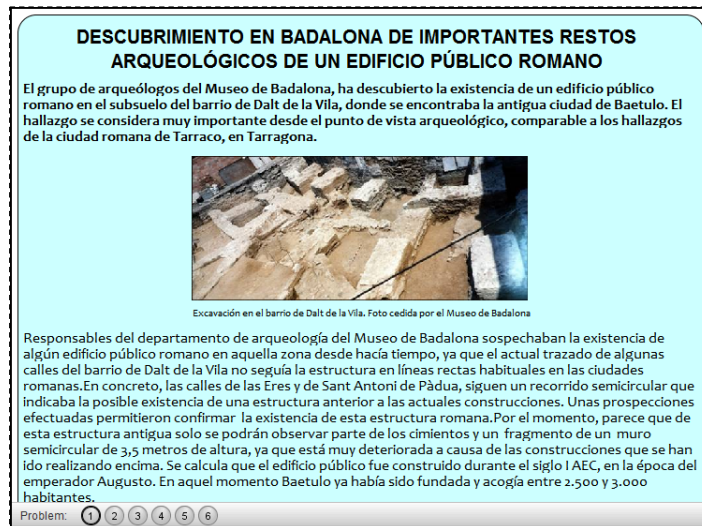 DESCUBRIMIENTO EN BADALONA DE IMPORTANTES RESTOS
ARQUEOLÓGICOS DE UN EDIFICIO PÚBLICO ROMANO
El grupo de arqueólogos del Museo de Badalona, ha descubierto la existencia de un edificio público
romano en el subsuelo del barrio de Dalt de la Vila, donde se encontraba la antigua ciudad de Baetulo. El
hallazgo se considera muy importante desde el punto de vista arqueológico, comparable a los hallazgos
de la ciudad romana de Tarraco, en Tarragona.
Excavación en el barrio de Dalt de la Vila. Foto cedida por el Museo de Badalona
Responsables del departamento de arqueología del Museo de Badalona sospechaban la existencia de
algún edificio público romano en aquella zona desde hacía tiempo, ya que el actual trazado de algunas
calles del barrio de Dalt de la Vila no seguía la estructura en líneas rectas habituales en las ciudades
romanas.En concreto, las calles de las Eres y de Sant Antoni de Pàdua, siguen un recorrido semicircular que
indicaba la posible existencia de una estructura anterior a las actuales construcciones. Unas prospecciones
efectuadas permitieron confirmar la existencia de esta estructura romana.Por el momento, parece que de
esta estructura antigua solo se podrán observar parte de los cimientos y un fragmento de un muro
semicircular de 3,5 metros de altura, ya que está muy deteriorada a causa de las construcciones que se han
ido realizando encima. Se calcula que el edificio público fue construido durante el siglo I AEC, en la época del
emperador Augusto. En aquel momento Baetulo ya había sido fundada y acogía entre 2.500 y 3.000
habitantes.
Problem: 1 2 3 4 5 6